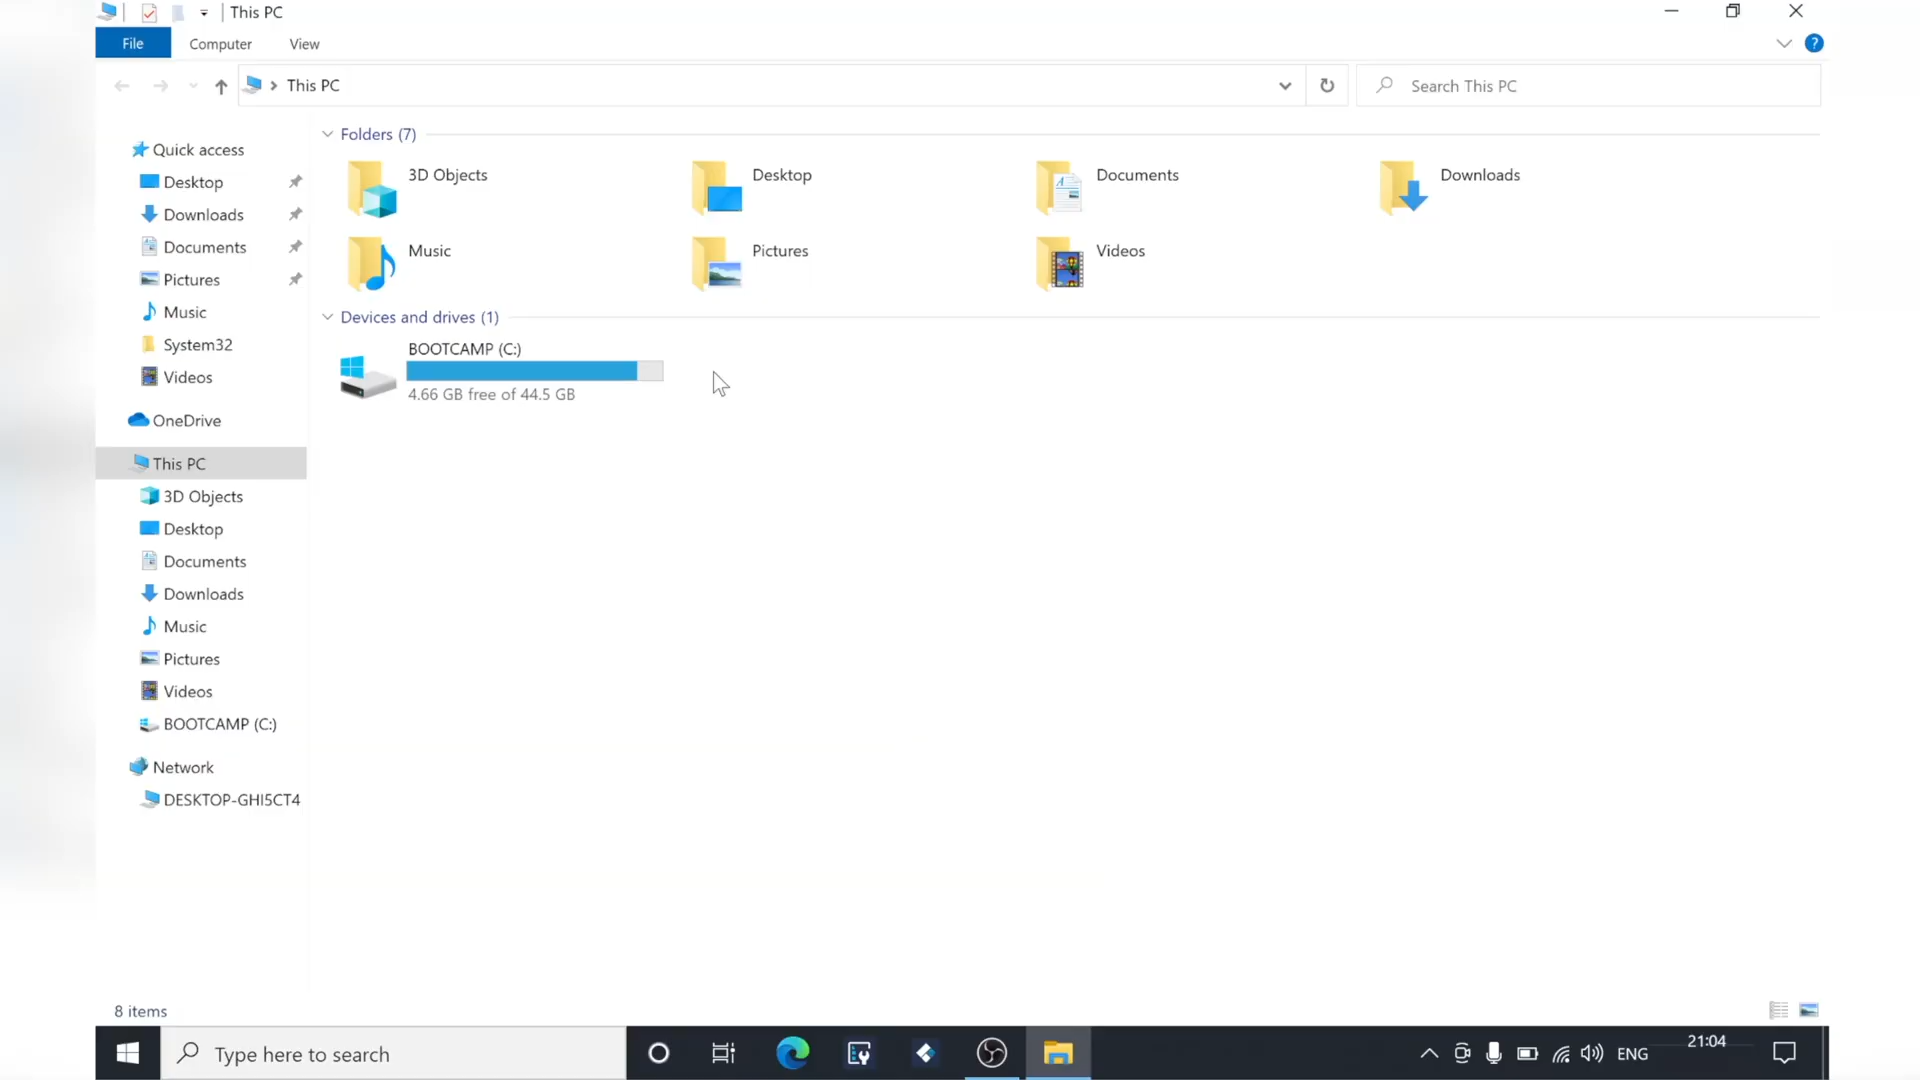 This PC
File
Computer
View
This PC
Search This PC
Quick access
Desktop
Downloads
Documents
Pictures
Music
System32
Videos
OneDrive
This PC
3D Objects
Desktop
Documents
Downloads
Music
Pictures
Videos
BOOTCAMP (C:)
Network
DESKTOP-GHI5CT4
Folders (7)
3D Objects
Desktop
Documents
Downloads
Music
Pictures
Videos
Devices and drives (1)
BOOTCAMP (C:)
4.66 GB free of 44.5 GB
8 items
Type here to search
ENG
21:04